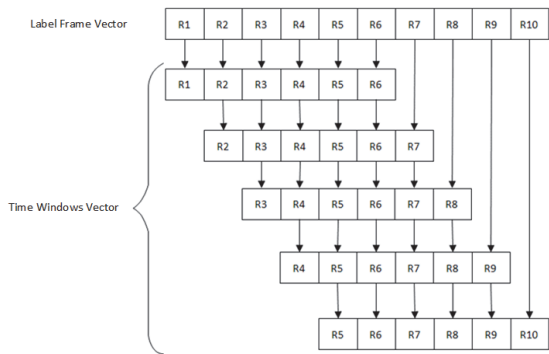 Label Frame Vector R1 R2 R3 R4 R5 R6 R7 R8 R9 R10
R1 R2 R3 R4 R5 R6
R2 R3 R4 R5 R6 R7
Time Windows Vector R3 R4 R5 R6 R7 R8
R4 R5 R6 R7 R8 R9
R5 R6 R7 R8 R9 R10